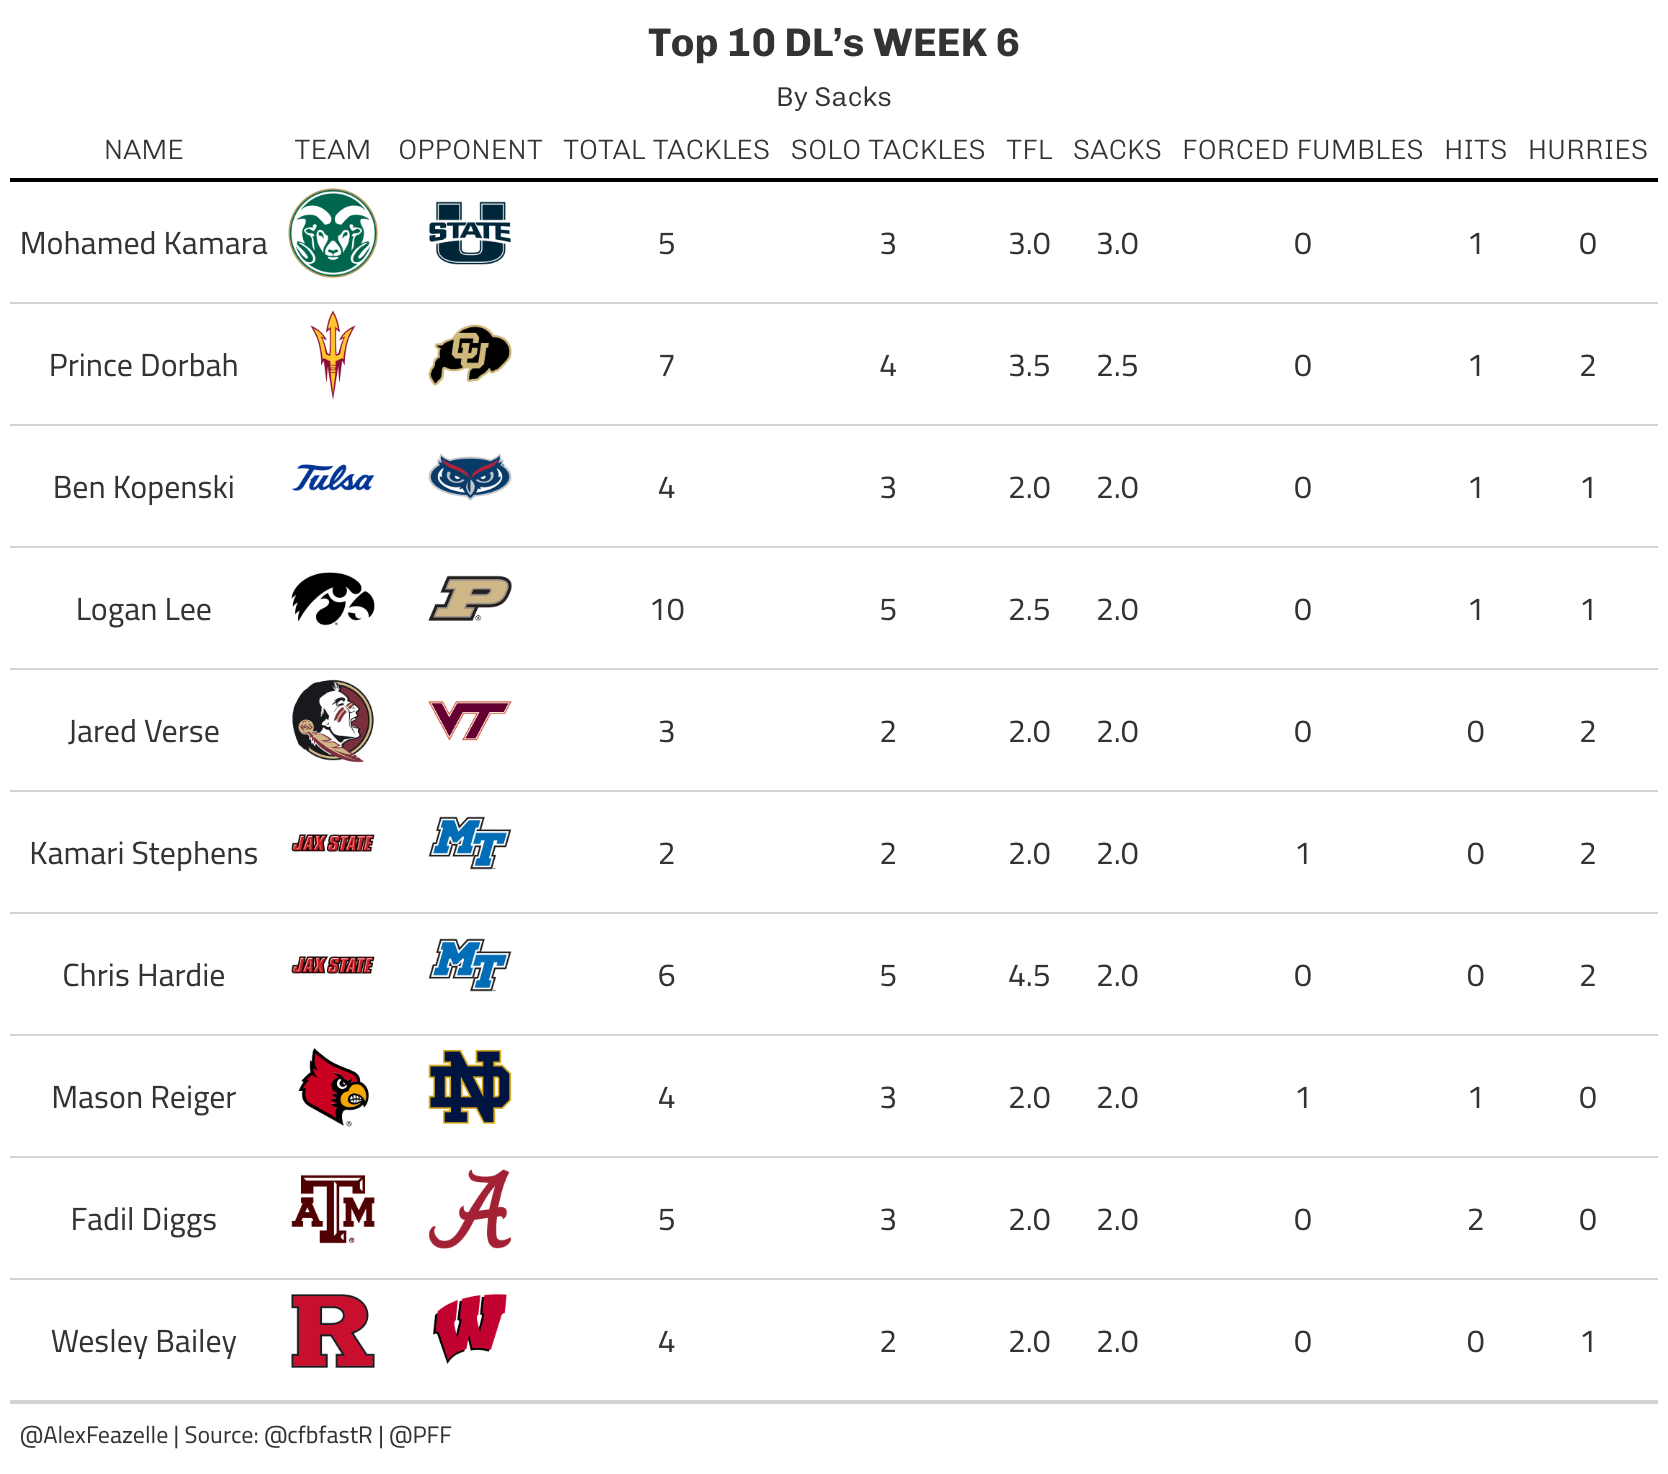 Top 10 DL’s WEEK 6
By Sacks
NAME TEAM OPPONENT TOTAL TACKLES SOLO TACKLES TFL SACKS FORCED FUMBLES HITS HURRIES
Mohamed Kamara U STATE 5 3 3.0 3.0 0 1 0
Prince Dorbah CU 7 4 3.5 2.5 0 1 2
Ben Kopenski Tulsa 4 3 2.0 2.0 0 1 1
Logan Lee P 10 5 2.5 2.0 0 1 1
Jared Verse VT 3 2 2.0 2.0 0 0 2
Kamari Stephens JAX STATE MT 2 2 2.0 2.0 1 0 2
Chris Hardie JAX STATE MT 6 5 4.5 2.0 0 0 2
Mason Reiger ND 4 3 2.0 2.0 1 1 0
Fadil Diggs ATM A 5 3 2.0 2.0 0 2 0
Wesley Bailey R W 4 2 2.0 2.0 0 0 1
@AlexFeazelle | Source: @cfbfastR | @PFF